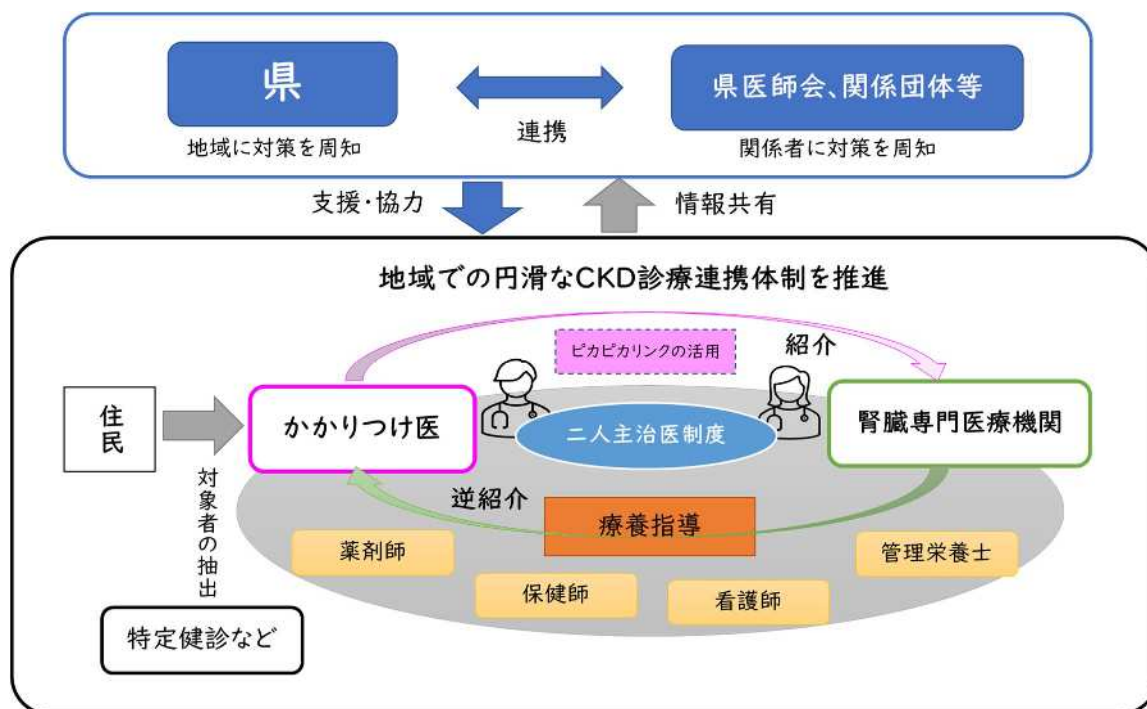 県
県医師会、関係団体等
連携
地域に対策を周知
関係者に対策を周知
支援・協力
情報共有
地域での円滑なCKD診療連携体制を推進
ピカピカリンクの活用
紹介
住民
かかりつけ医
二人主治医制度
腎臓専門医療機関
対象者の抽出
逆紹介
療養指導
薬剤師
管理栄養士
保健師
看護師
特定健診など